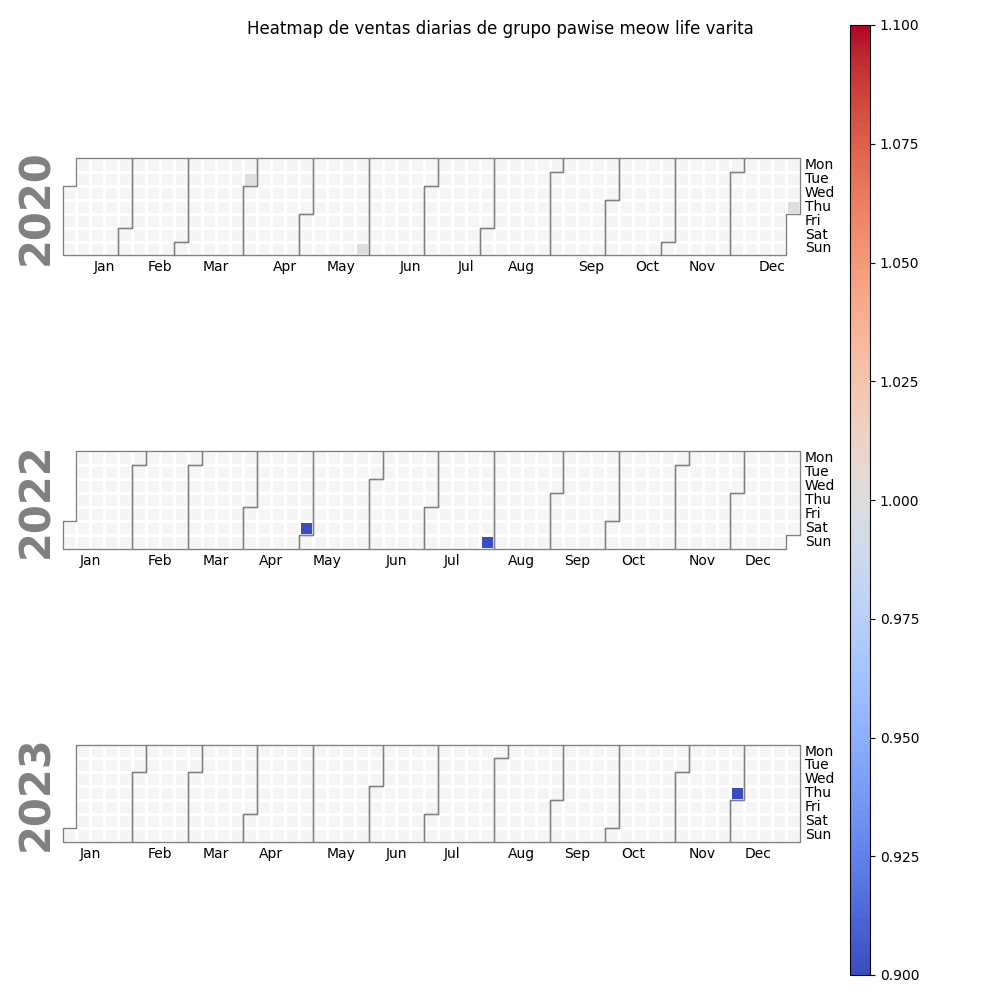 Heatmap de ventas diarias de grupo pawise meow life varita
2020
Mon
Tue
Wed
Thu
Fri
Sat
Sun
Jan Feb Mar Apr May Jun Jul Aug Sep Oct Nov Dec
2022
Mon
Tue
Wed
Thu
Fri
Sat
Sun
Jan Feb Mar Apr May Jun Jul Aug Sep Oct Nov Dec
2023
Mon
Tue
Wed
Thu
Fri
Sat
Sun
Jan Feb Mar Apr May Jun Jul Aug Sep Oct Nov Dec
1.100
1.075
1.050
1.025
1.000
0.975
0.950
0.925
0.900